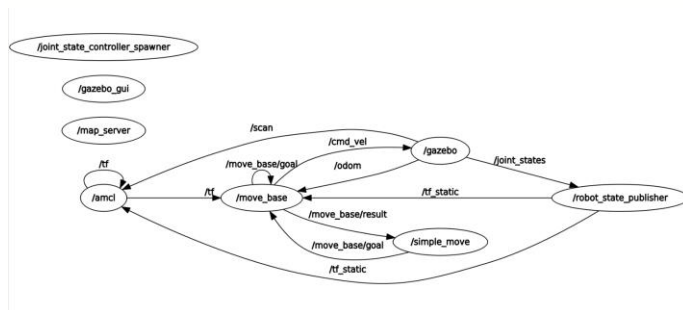 /joint_state_controller_spawner
/gazebo_gui
/map_server
/scan
/cmd_vel
/gazebo
/tf
/move_base/goal
/odom
/joint_states
/amcl
/tf
/move_base
/tf_static
/robot_state_publisher
/move_base/result
/simple_move
/move_base/goal
/tf_static